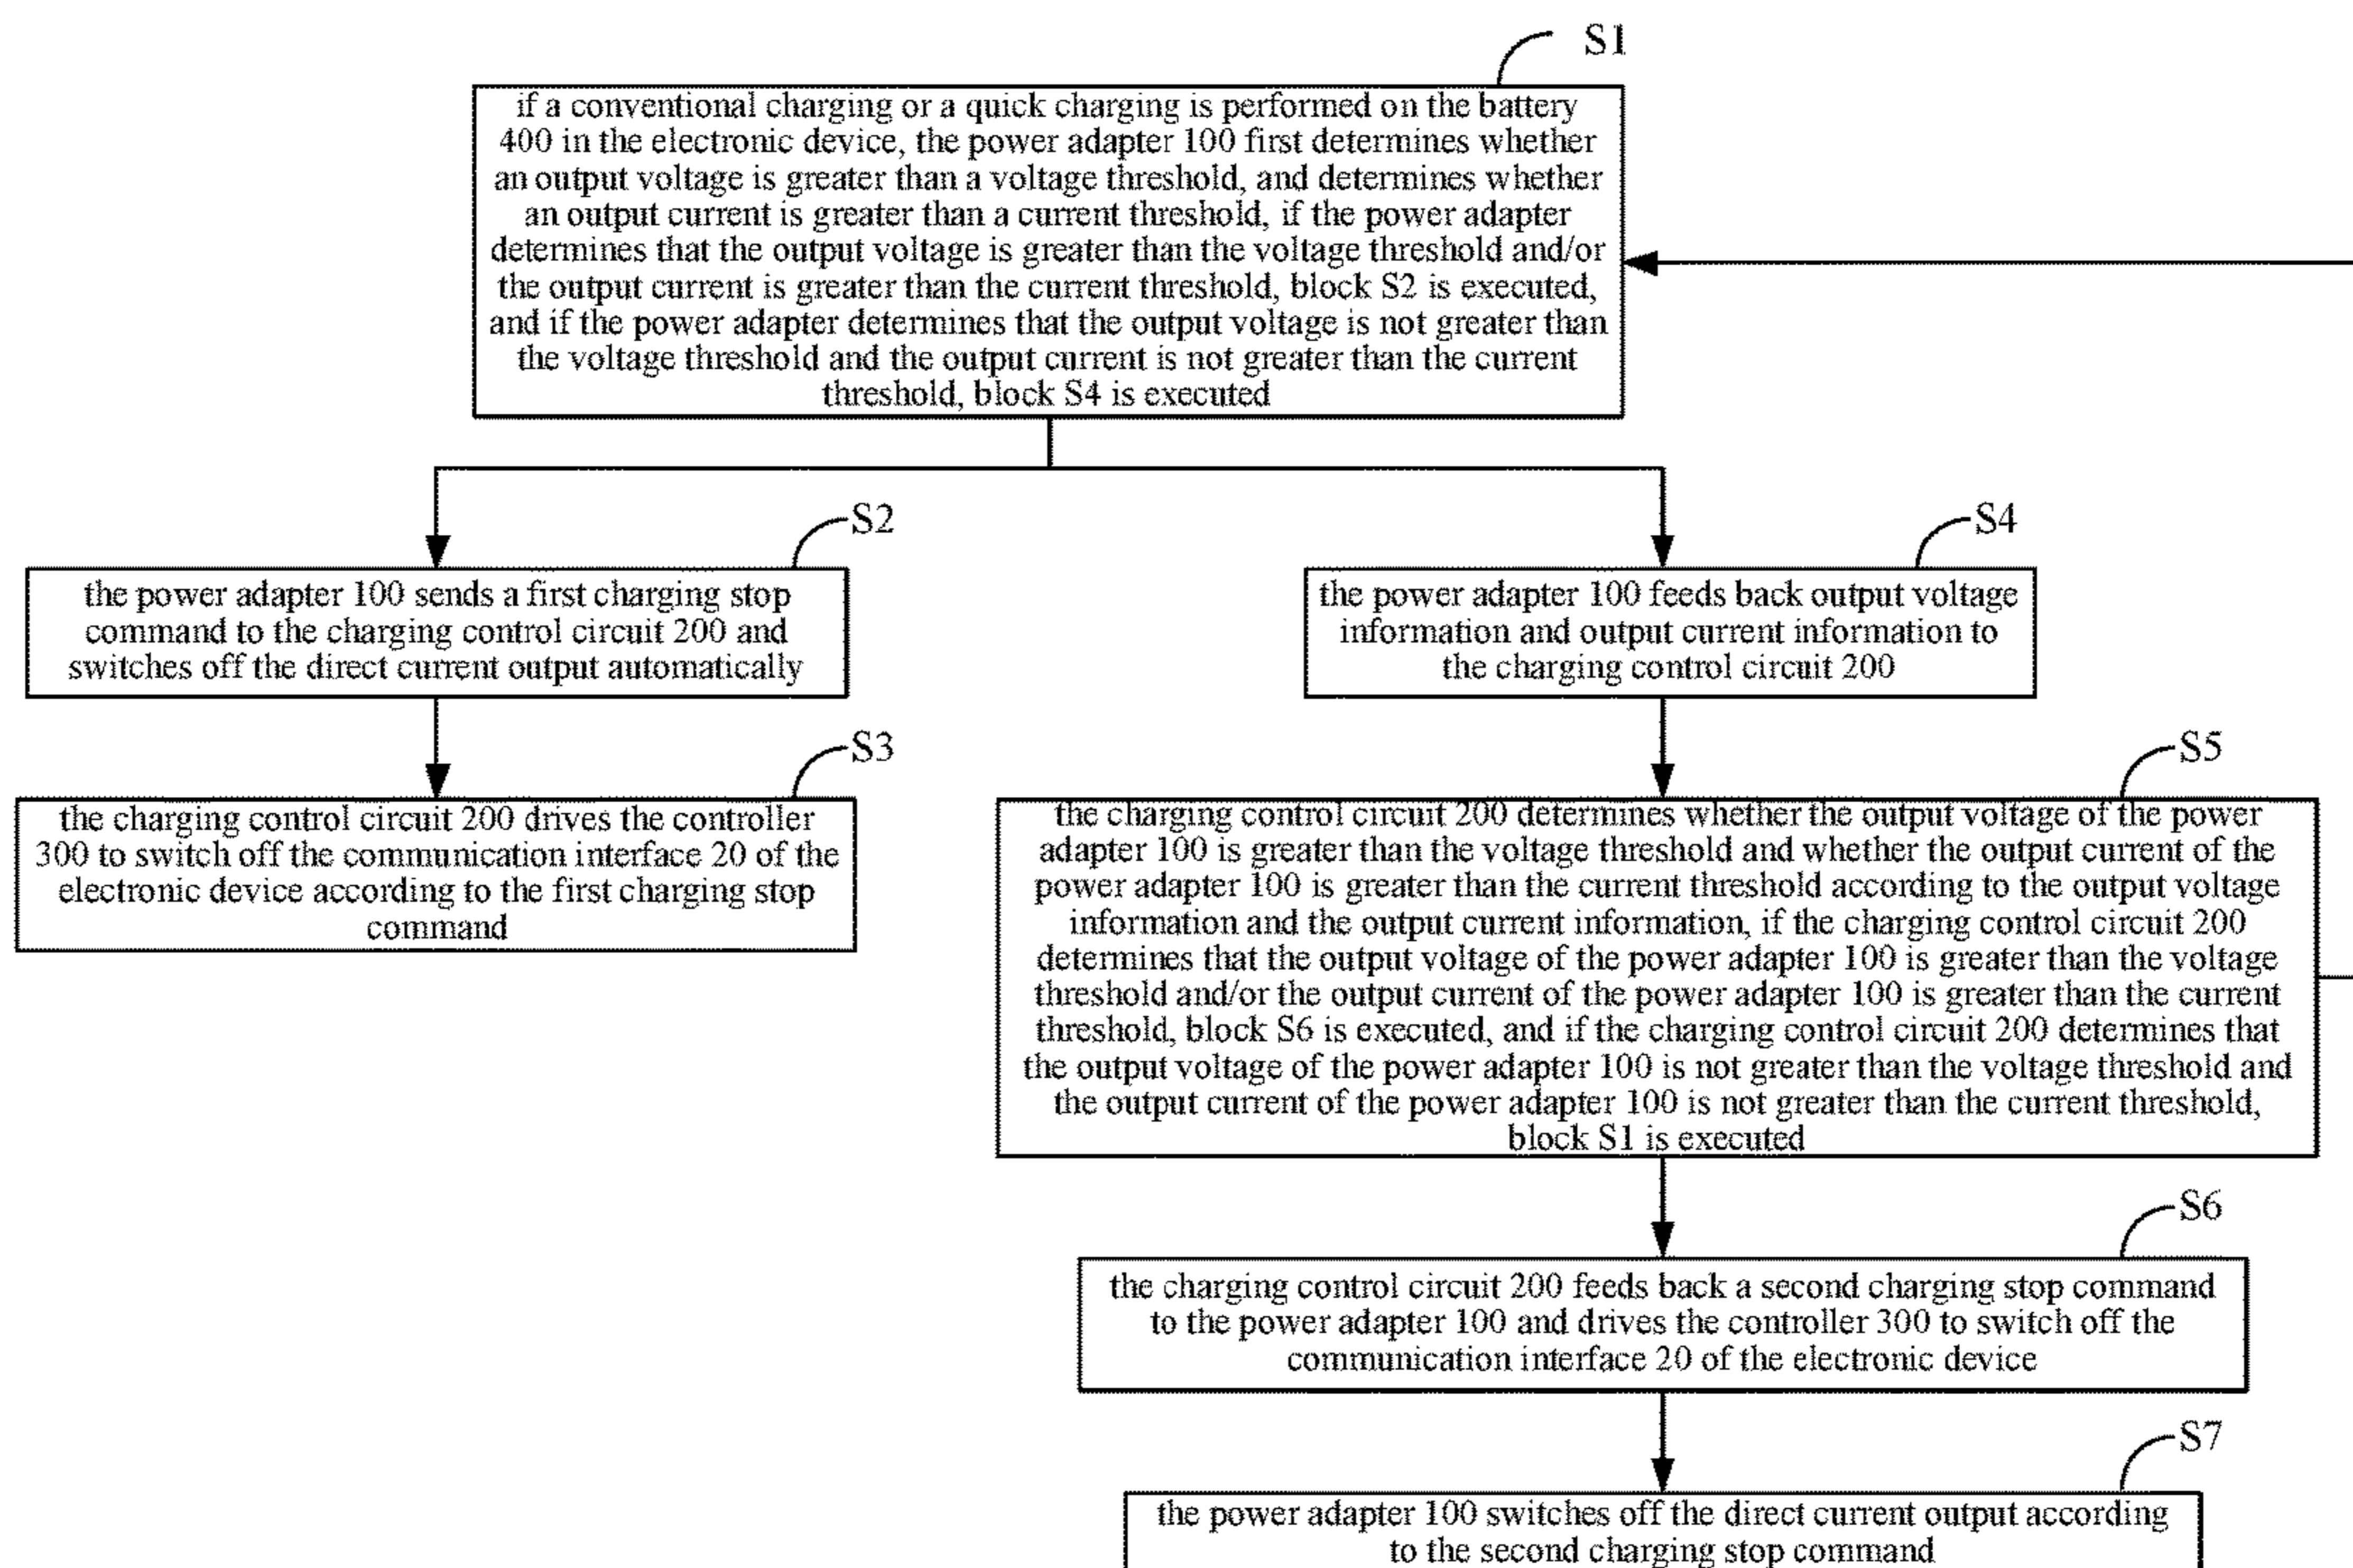 S1
if a conventional charging or a quick charging is performed on the battery
400 in the electronic device, the power adapter 100 first determines whether
an output voltage is greater than a voltage threshold, and determines whether
an output current is greater than a current threshold, if the power adapter
determines that the output voltage is greater than the voltage threshold and/or
the output current is greater than the current threshold, block S2 is executed,
and if the power adapter determines that the output voltage is not greater than
the voltage threshold and the output current is not greater than the current
threshold, block S4 is executed
S2
the power adapter 100 sends a first charging stop
command to the charging control circuit 200 and
switches off the direct current output automatically
S3
the charging control circuit 200 drives the controller
300 to switch off the communication interface 20 of the
electronic device according to the first charging stop
command
S4
the power adapter 100 feeds back output voltage
information and output current information to
the charging control circuit 200
S5
the charging control circuit 200 determines whether the output voltage of the power
adapter 100 is greater than the voltage threshold and whether the output current of the
power adapter 100 is greater than the current threshold according to the output voltage
information and the output current information, if the charging control circuit 200
determines that the output voltage of the power adapter 100 is greater than the voltage
threshold and/or the output current of the power adapter 100 is greater than the current
threshold, block S6 is executed, and if the charging control circuit 200 determines that
the output voltage of the power adapter 100 is not greater than the voltage threshold and
the output current of the power adapter 100 is not greater than the current threshold,
block S1 is executed
S6
the charging control circuit 200 feeds back a second charging stop command
to the power adapter 100 and drives the controller 300 to switch off the
communication interface 20 of the electronic device
S7
the power adapter 100 switches off the direct current output according
to the second charging stop command